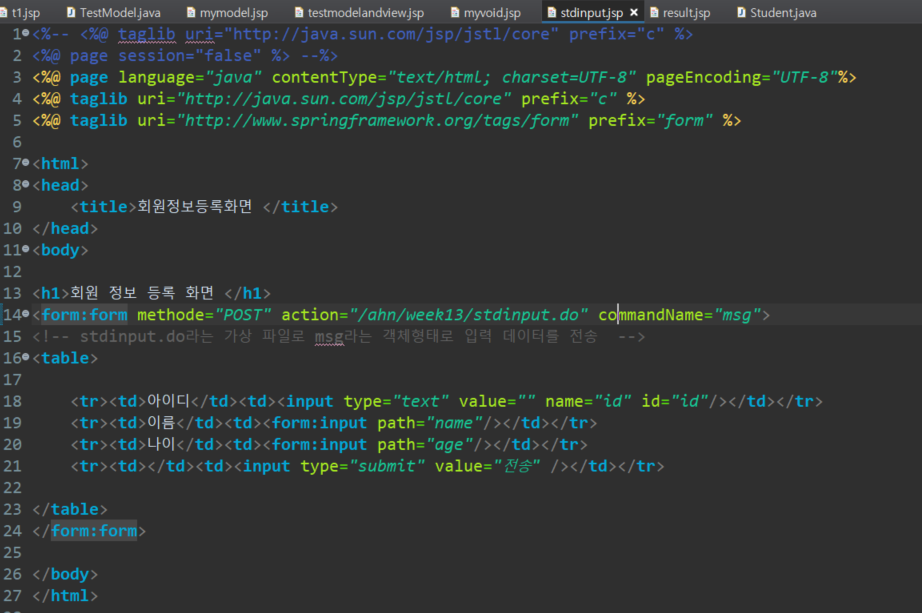 t1.jsp TestModel.java mymodel.jsp testmodelandview.jsp myvoid.jsp stdinput.jsp × result.jsp Student.java
1 <%-- <%@ taglib uri="http://java.sun.com/jsp/jstl/core" prefix="c" %>
2 <%@ page session="false" %> --%>
3 <%@ page language="java" contentType="text/html; charset=UTF-8" pageEncoding="UTF-8"%>
4 <%@ taglib uri="http://java.sun.com/jsp/jstl/core" prefix="c" %>
5 <%@ taglib uri="http://www.springframework.org/tags/form" prefix="form" %>
6
7 <html>
8 <head>
9 <title>회원정보등록화면 </title>
10 </head>
11 <body>
12
13 <h1>회원 정보 등록 화면 </h1>
14 <form:form methode="POST" action="/ahn/week13/stdinput.do" commandName="msg">
15 <!-- stdinput.do라는 가상 파일로 msg라는 객체형태로 입력 데이터를 전송 -->
16 <table>
17
18 <tr><td>아이디</td><td><input type="text" value="" name="id" id="id"/></td></tr>
19 <tr><td>이름</td><td><form:input path="name"/></td></tr>
20 <tr><td>나이</td><td><form:input path="age"/></td></tr>
21 <tr><td></td><td><input type="submit" value="전송" /></td></tr>
22
23 </table>
24 </form:form>
25
26 </body>
27 </html>